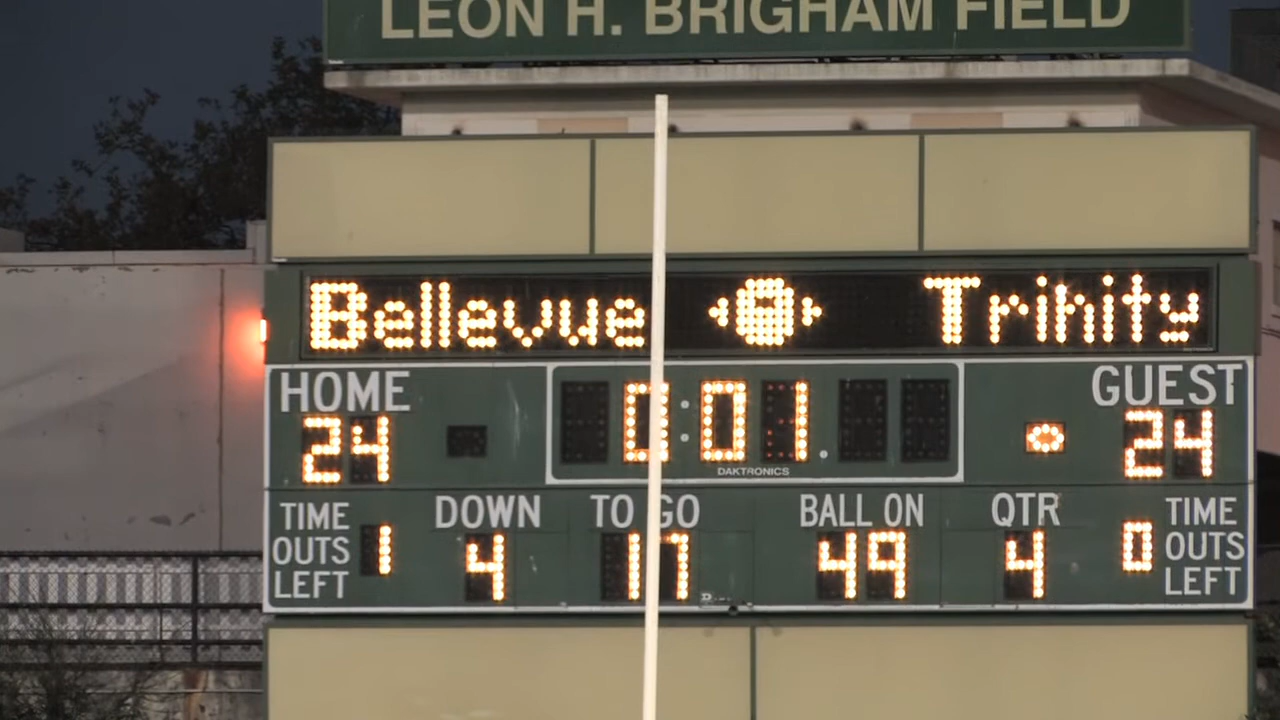 LEON H. BRIGHAM FIELD
Bellevue Trinity
HOME 0:01 GUEST
24 24
DAKTRONICS
TIME OUTS LEFT 1
DOWN 4
TO GO 17
BALL ON 49
QTR 4
0 TIME OUTS LEFT